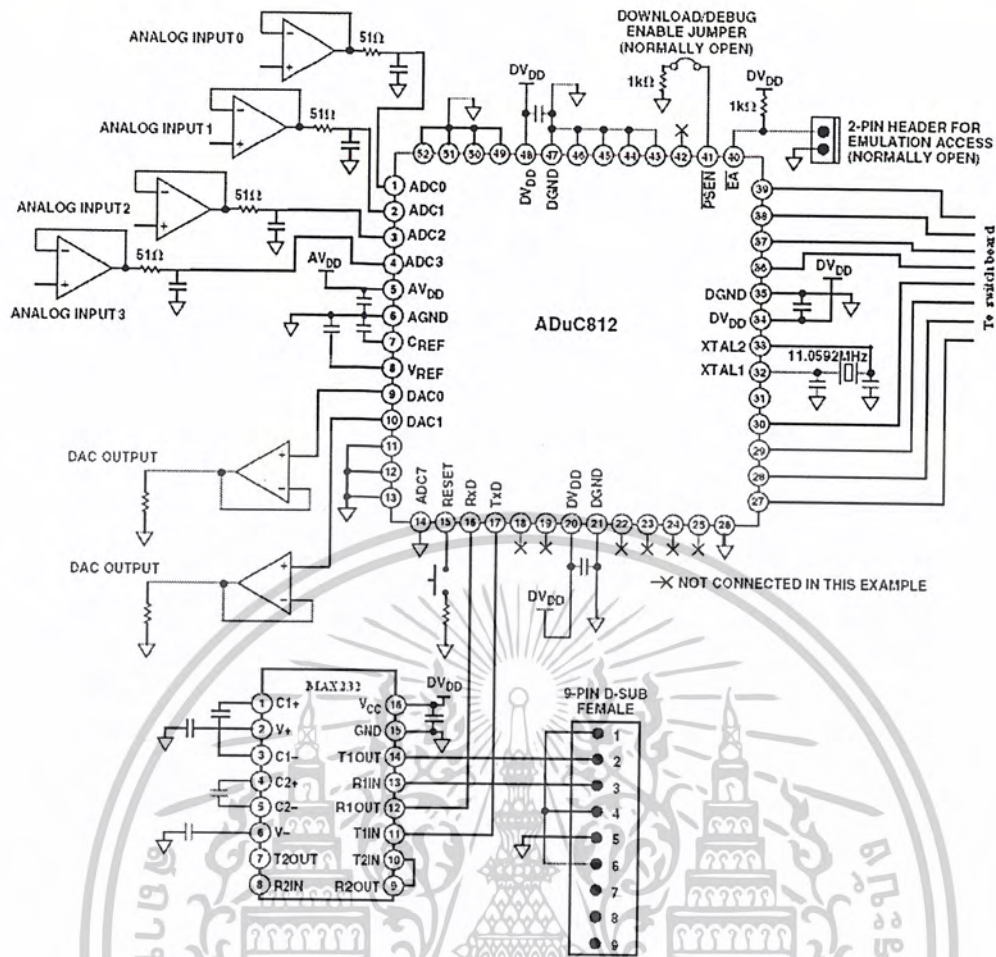 ANALOG INPUT 0
51Ω
DOWNLOAD/DEBUG
ENABLE JUMPER
(NORMALLY OPEN)
1kΩ
DVDD
1kΩ
2-PIN HEADER FOR
EMULATION ACCESS
(NORMALLY OPEN)
ANALOG INPUT 1
51Ω
DVDD
52 51 50 49 48 47 46 45 44 43 42 41 40
DVDD
DGND
PSEN
EA
ANALOG INPUT 2
51Ω
ANALOG INPUT 3
51Ω
AVDD
1 ADC0
2 ADC1
3 ADC2
4 ADC3
5 AVDD
6 AGND
7 CREF
8 VREF
9 DAC0
10 DAC1
11
12
13
ADuC812
39
38
37
36
DGND 35
DVDD 34
XTAL2 33
XTAL1 32
31
30
29
28
27
DVDD
11.0592MHz
To switchboard
DAC OUTPUT
DAC OUTPUT
ADC7
RESET
RxD
TxD
DVDD
DGND
14 15 16 17 18 19 20 21 22 23 24 25 26
NOT CONNECTED IN THIS EXAMPLE
DVDD
MAX232
1 C1+
2 V+
3 C1−
4 C2+
5 C2−
6 V−
7 T2OUT
8 R2IN
VCC 16
GND 15
T1OUT 14
R1IN 13
R1OUT 12
T1IN 11
T2IN 10
R2OUT 9
DVDD
9-PIN D-SUB
FEMALE
1
2
3
4
5
6
7
8
9